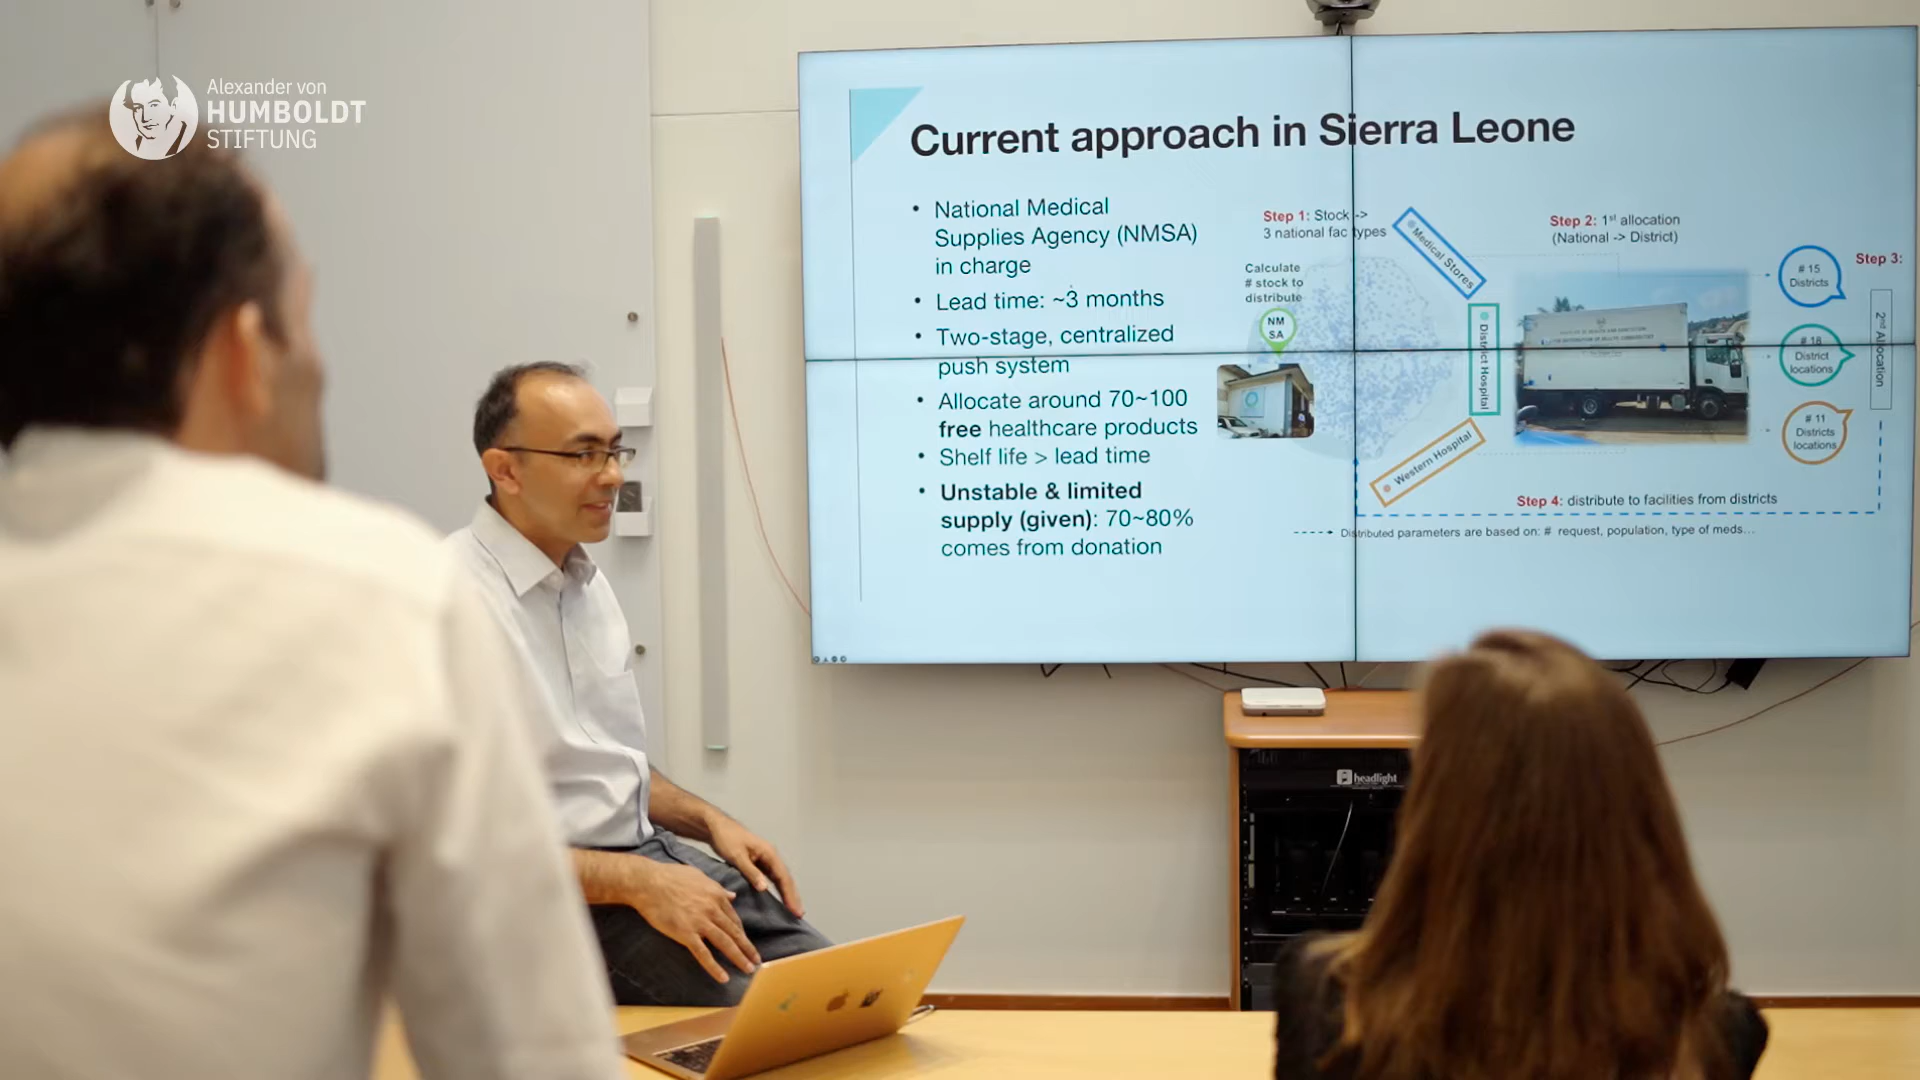 Alexander von
HUMBOLDT
STIFTUNG
Current approach in Sierra Leone
• National Medical
Supplies Agency (NMSA)
in charge
• Lead time: ~3 months
• Two-stage, centralized
push system
• Allocate around 70~100
free healthcare products
• Shelf life > lead time
• Unstable & limited
supply (given): 70~80%
comes from donation
Step 1: Stock ->
3 national fac types
Calculate
# stock to
distribute
NM
SA
Medical Stores
District Hospital
Western Hospital
Step 2: 1st allocation
(National -> District)
# 15
Districts
# 18
District
locations
# 11
Districts
locations
Step 3:
2nd Allocation
Step 4: distribute to facilities from districts
Distributed parameters are based on: # request, population, type of meds...
headlight